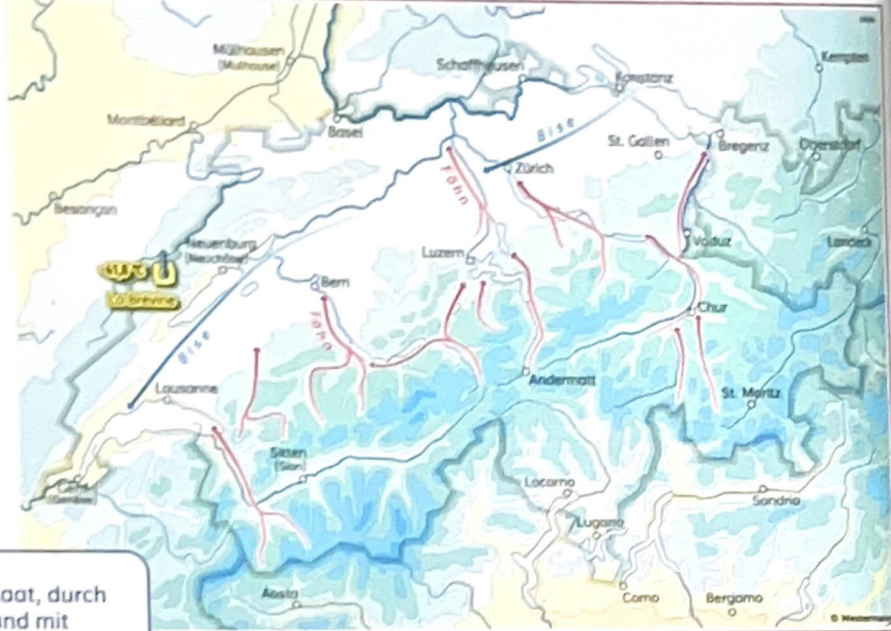 Mülhausen
(Mulhouse)
Schaffhausen
Konstanz
Kempten
Montbéliard
Basel
Bise
St. Gallen
Bregenz
Oberstdorf
Zürich
Föhn
Besançon
Neuenburg
(Neuchâtel)
Luzern
Vaduz
Landeck
La Brévine
Bern
Chur
Föhn
Bise
Lausanne
Andermatt
St. Moritz
Sitten
(Sion)
Genf
(Genève)
Locarno
Sondrio
Lugano
Aosta
Como
Bergamo
aat, durch
und mit